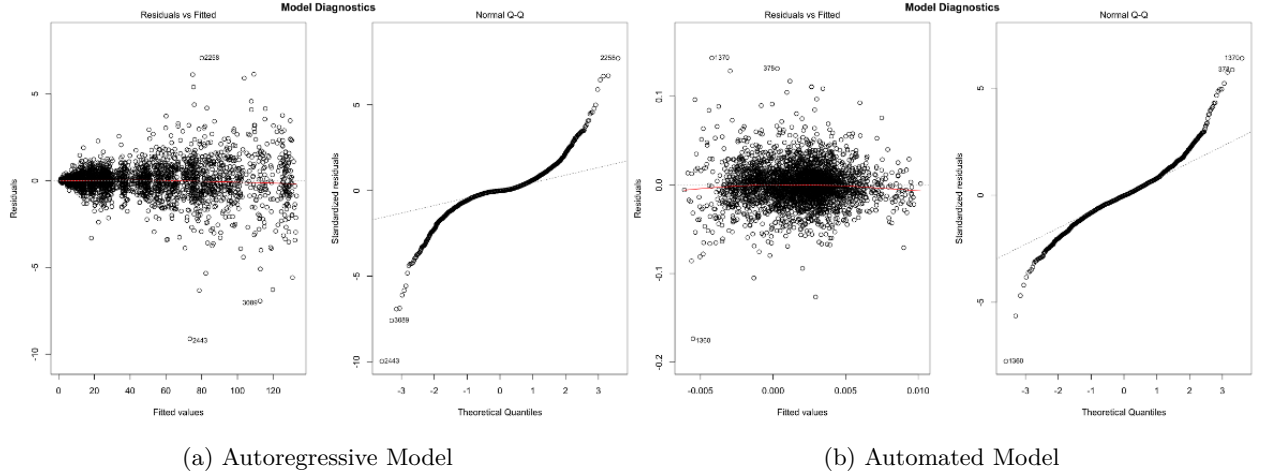 Model Diagnostics
Residuals vs Fitted
Normal Q-Q
Residuals
5
0
-5
-10
2258
3089
2443
0 20 40 60 80 100 120
Fitted values
Standardized residuals
5
0
-5
-10
2258
3089
2443
-3 -2 -1 0 1 2 3
Theoretical Quantiles
(a) Autoregressive Model
Model Diagnostics
Residuals vs Fitted
Normal Q-Q
Residuals
0.1
0.0
-0.1
-0.2
1370
375
1360
-0.005 0.000 0.005 0.010
Fitted values
Standardized residuals
5
0
-5
1370
1360
-3 -2 -1 0 1 2 3
Theoretical Quantiles
(b) Automated Model